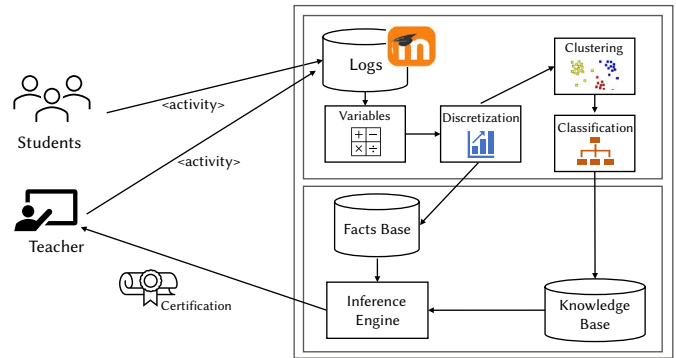 Clustering
Logs
<activity>
Variables
Discretization
Classification
Students
<activity>
Facts Base
Teacher
Certification
Inference
Engine
Knowledge
Base